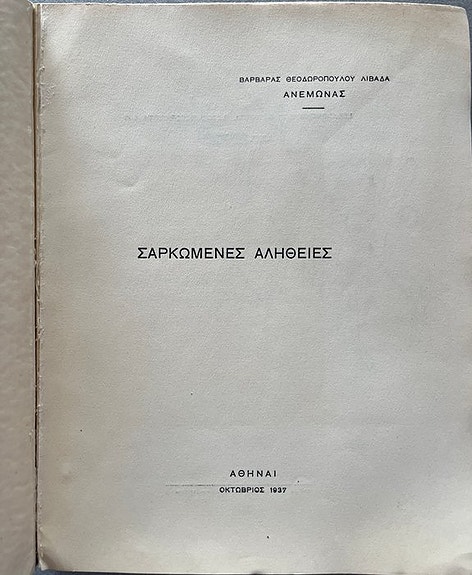 ΒΑΡΒΑΡΑΣ ΘΕΟΔΩΡΟΠΟΥΛΟΥ ΛΙΒΑΔΑ
ΑΝΕΜΩΝΑΣ
ΣΑΡΚΩΜΕΝΕΣ ΑΛΗΘΕΙΕΣ
ΑΘΗΝΑΙ
ΟΚΤΩΒΡΙΟΣ 1937